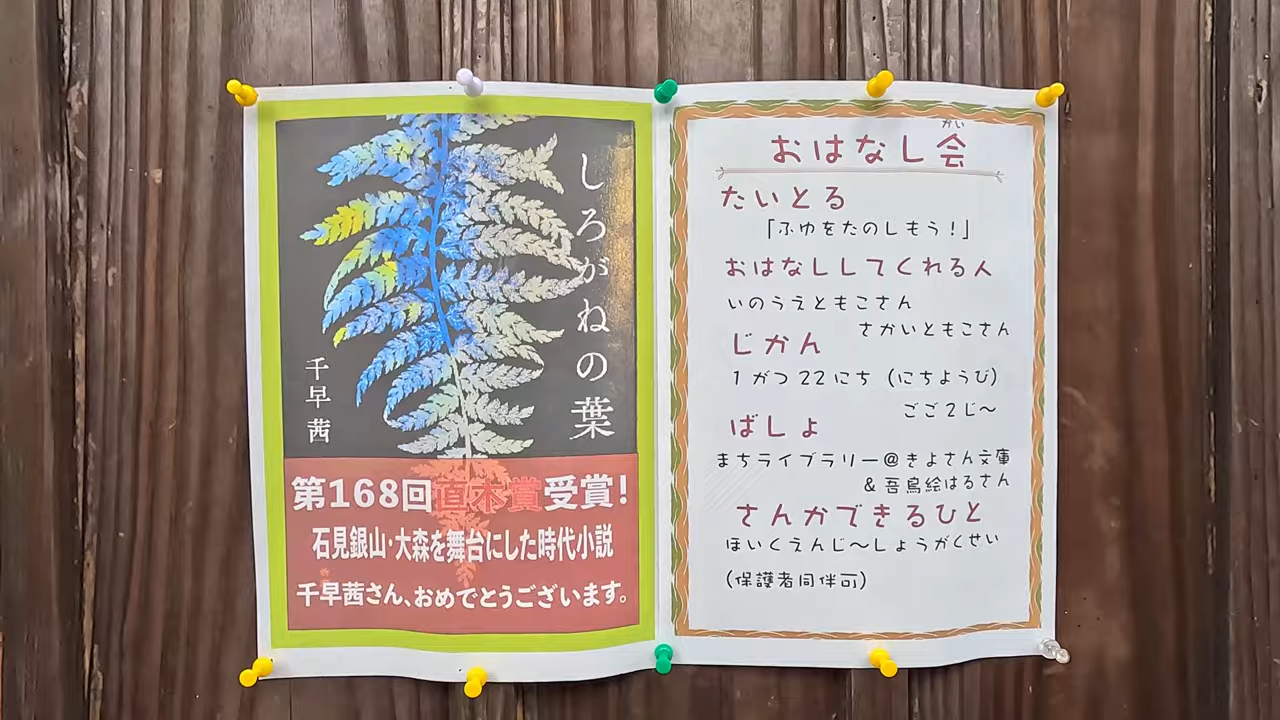 しろがねの葉
千早茜
第168回直木賞受賞!
石見銀山・大森を舞台にした時代小説
千早茜さん、おめでとうございます。
かい
おはなし会
たいとる
「ふゆをたのしもう!」
おはなししてくれる人
いのうえともこさん
さかいともこさん
じかん
1がつ22にち(にちようび)
ごご2じ〜
ばしょ
まちライブラリー@きよさん文庫
&吾鳥絵はるさん
さんかできるひと
ほいくえんじ〜しょうがくせい
(保護者同伴可)